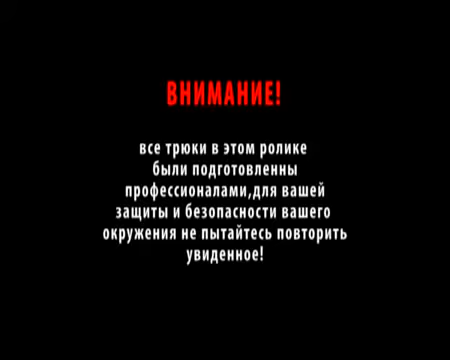 ВНИМАНИЕ!
все трюки в этом ролике
были подготовленны
профессионалами,для вашей
защиты и безопасности вашего
окружения не пытайтесь повторить
увиденное!